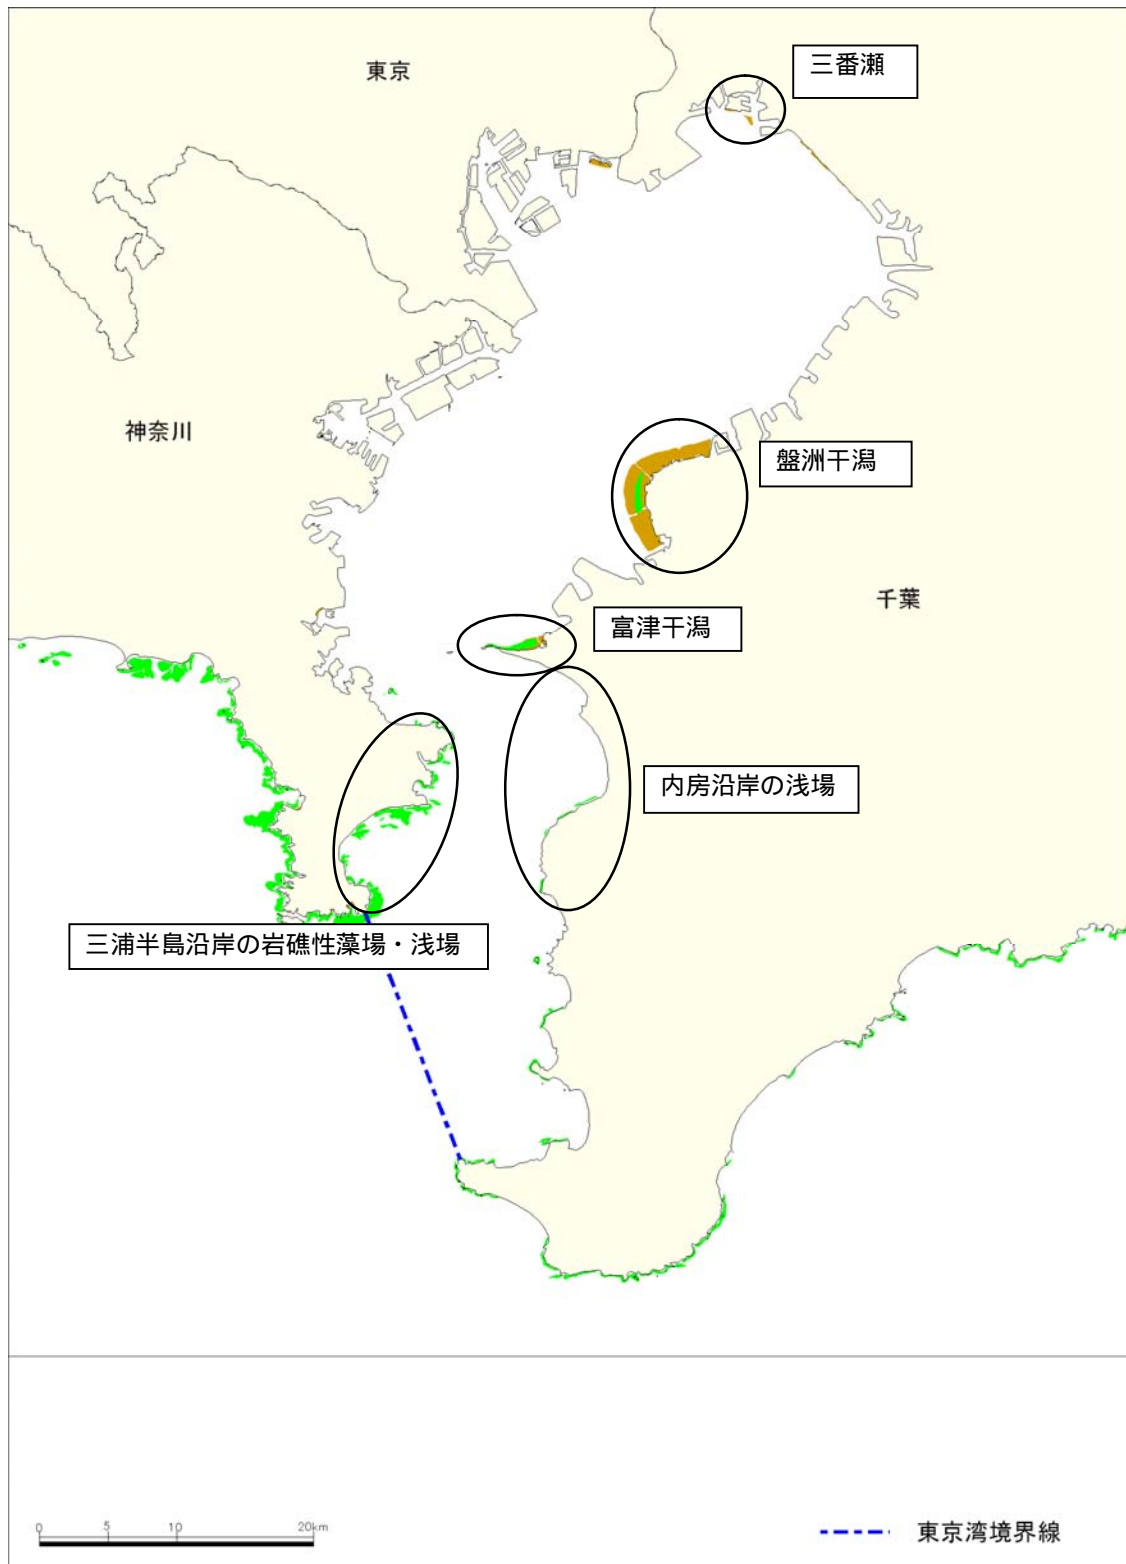 三番瀬
東京
神奈川
盤洲干潟
千葉
富津干潟
内房沿岸の浅場
三浦半島沿岸の岩礁性藻場・浅場
0 5 10 20km
東京湾境界線